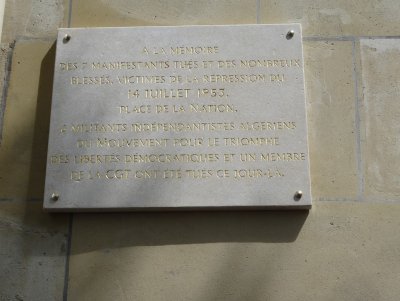 A LA MÉMOIRE
DES 7 MANIFESTANTS TUÉS ET DES NOMBREUX
BLESSÉS, VICTIMES DE LA RÉPRESSION DU
14 JUILLET 1953,
PLACE DE LA NATION.
6 MILITANTS INDÉPENDANTISTES ALGÉRIENS
DU MOUVEMENT POUR LE TRIOMPHE
DES LIBERTÉS DÉMOCRATIQUES ET UN MEMBRE
DE LA CGT ONT ÉTÉ TUÉS CE JOUR-LÀ.